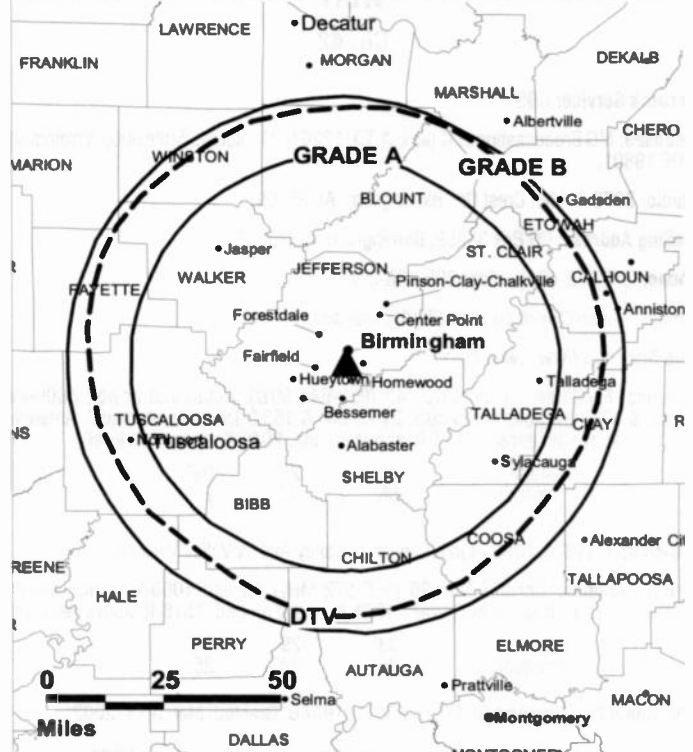 LAWRENCE
Decatur
FRANKLIN
MORGAN
DEKALB
MARSHALL
Albertville
CHERO
MARION
WINSTON
GRADE A
GRADE B
BLOUNT
Gadsden
ETOWAH
ST. CLAIR
Jasper
JEFFERSON
WALKER
Pinson-Clay-Chalkville
CALHOUN
FAYETTE
Anniston
Forestdale
Center Point
Birmingham
Fairfield
Hueytown
Homewood
Talladega
Bessemer
TUSCALOOSA
TALLADEGA
CLAY
NS
R
Tuscaloosa
Alabaster
Sylacauga
SHELBY
BIBB
COOSA
Alexander Cit
CHILTON
REENE
TALLAPOOSA
HALE
DTV
PERRY
ELMORE
AUTAUGA
0 25 50
Selma
Prattville
MACON
Miles
Montgomery
DALLAS
MONTGOMERY